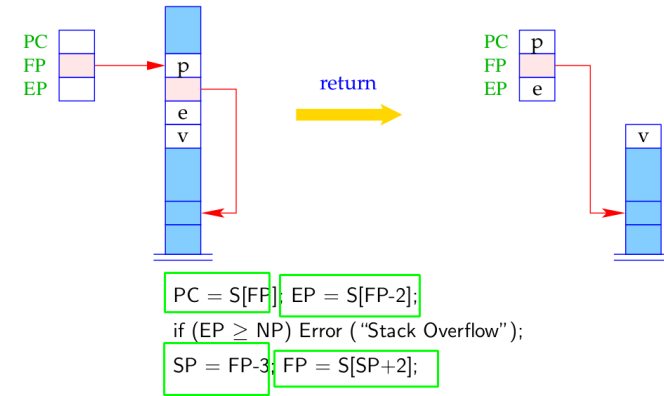 PC
FP
EP
p
e
v
return
PC
FP
EP
p
e
v
PC = S[FP]; EP = S[FP-2];
if (EP ≥ NP) Error (“Stack Overflow”);
SP = FP-3; FP = S[SP+2];